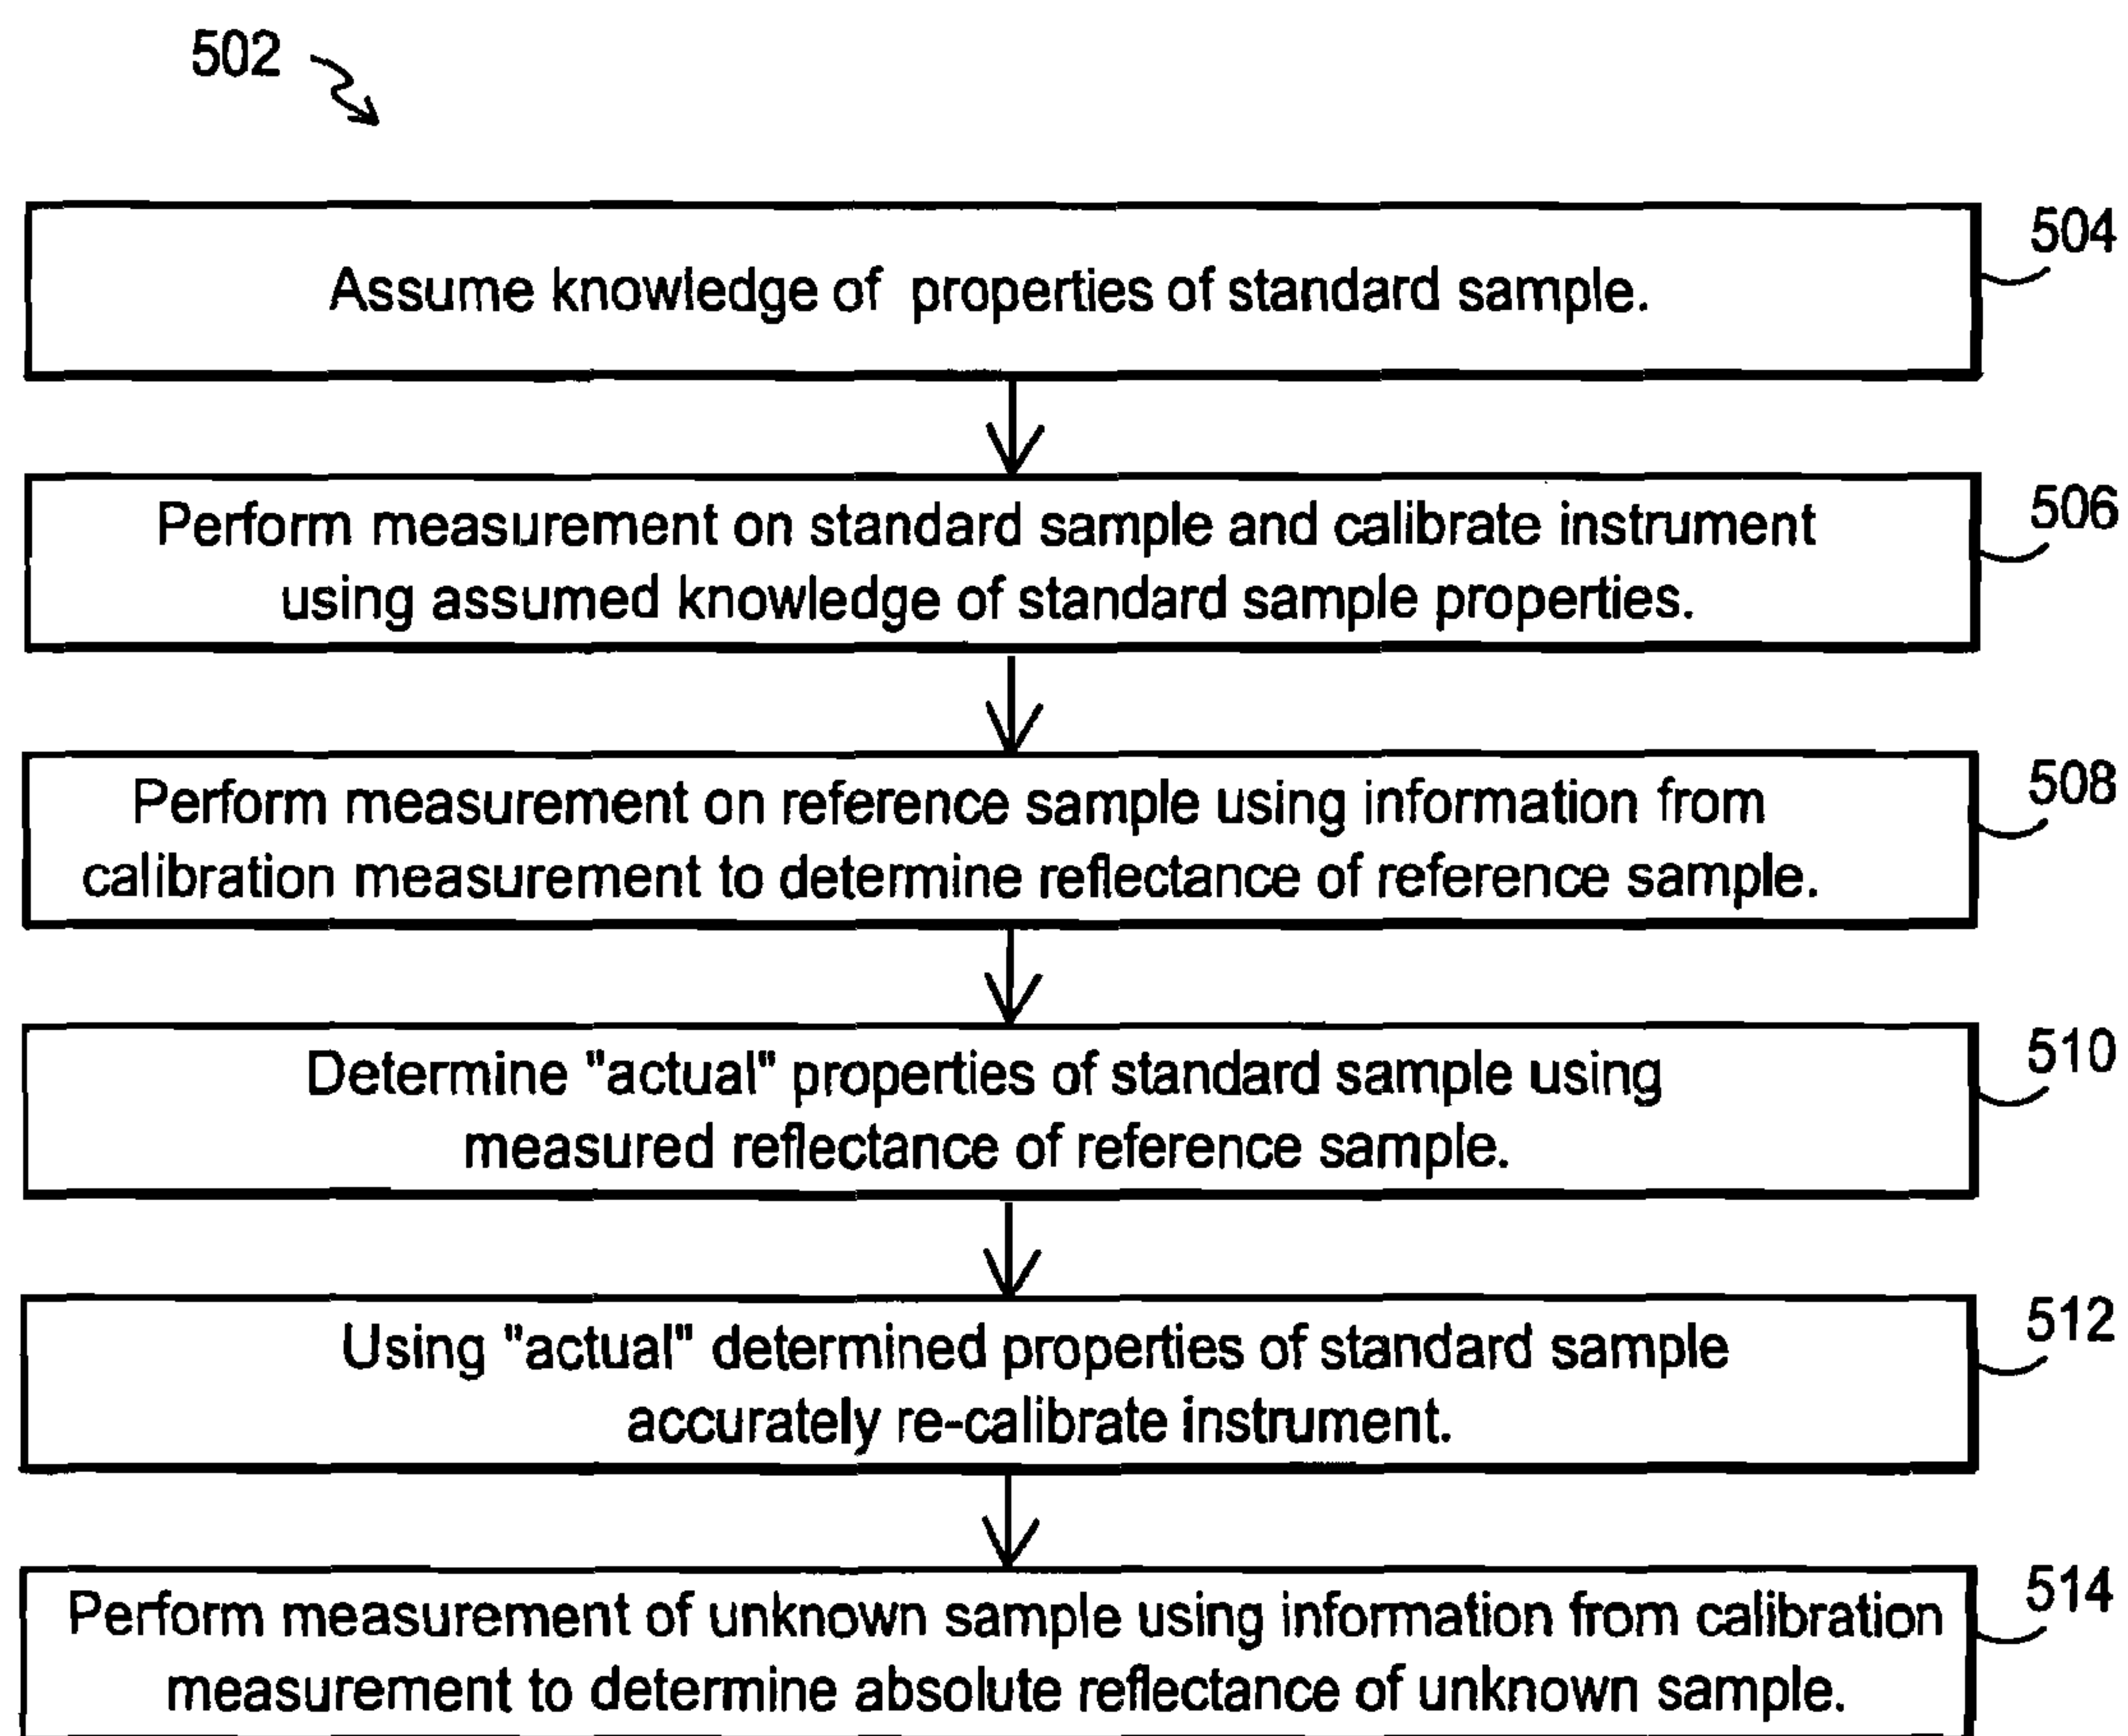 502
504
Assume knowledge of properties of standard sample.
506
Perform measurement on standard sample and calibrate instrument
using assumed knowledge of standard sample properties.
508
Perform measurement on reference sample using information from
calibration measurement to determine reflectance of reference sample.
510
Determine "actual" properties of standard sample using
measured reflectance of reference sample.
512
Using "actual" determined properties of standard sample
accurately re-calibrate instrument.
514
Perform measurement of unknown sample using information from calibration
measurement to determine absolute reflectance of unknown sample.